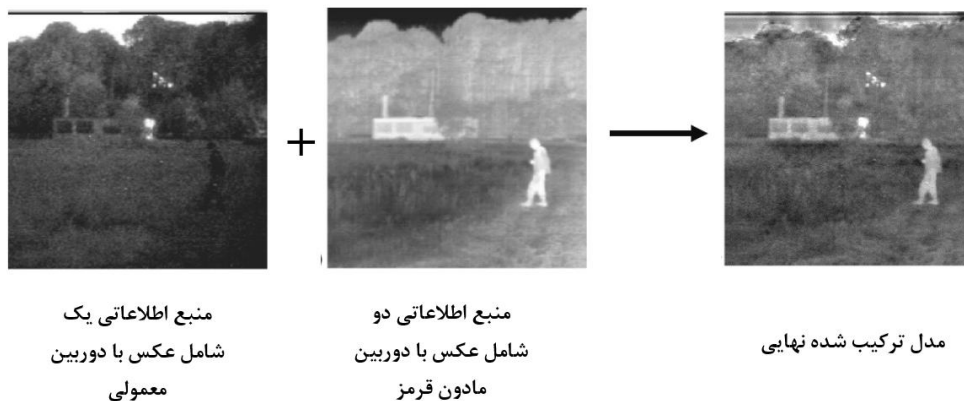 منبع اطلاعاتی یک
شامل عکس با دوربین
معمولی
+
منبع اطلاعاتی دو
شامل عکس با دوربین
مادون قرمز
مدل ترکیب شده نهایی